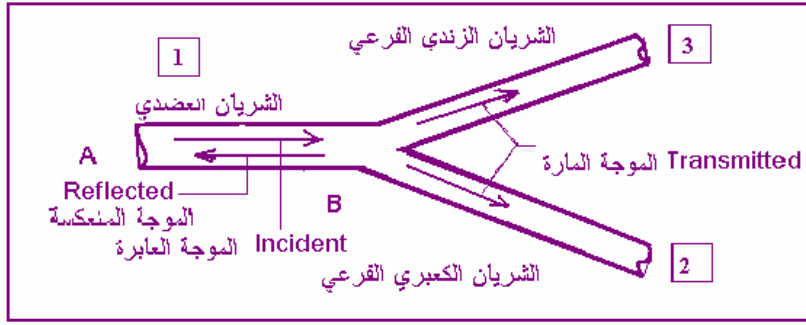 الشريان الزندي الفرعي
3
1
الشريان العضدي
A
الموجة المارة Transmitted
Reflected
B
الموجة المنعكسة
الموجة العابرة Incident
الشريان الكعبري الفرعي
2